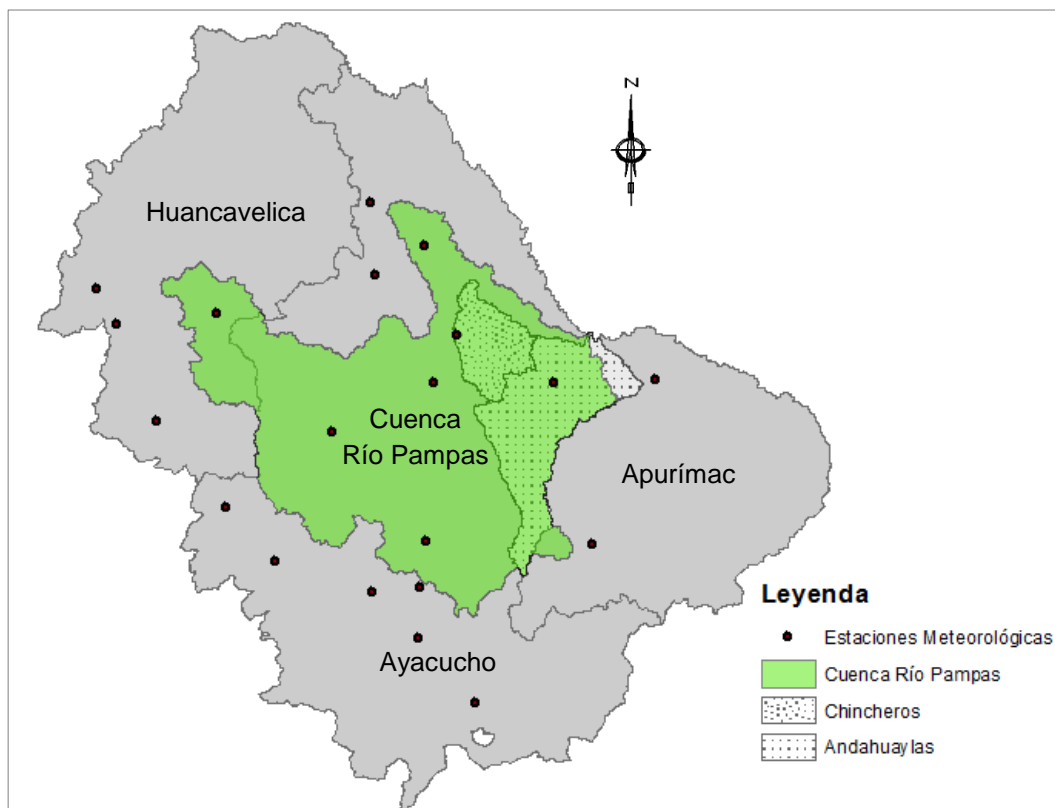 N
Huancavelica
Cuenca
Río Pampas
Apurímac
Ayacucho
Leyenda
Estaciones Meteorológicas
Cuenca Río Pampas
Chincheros
Andahuaylas